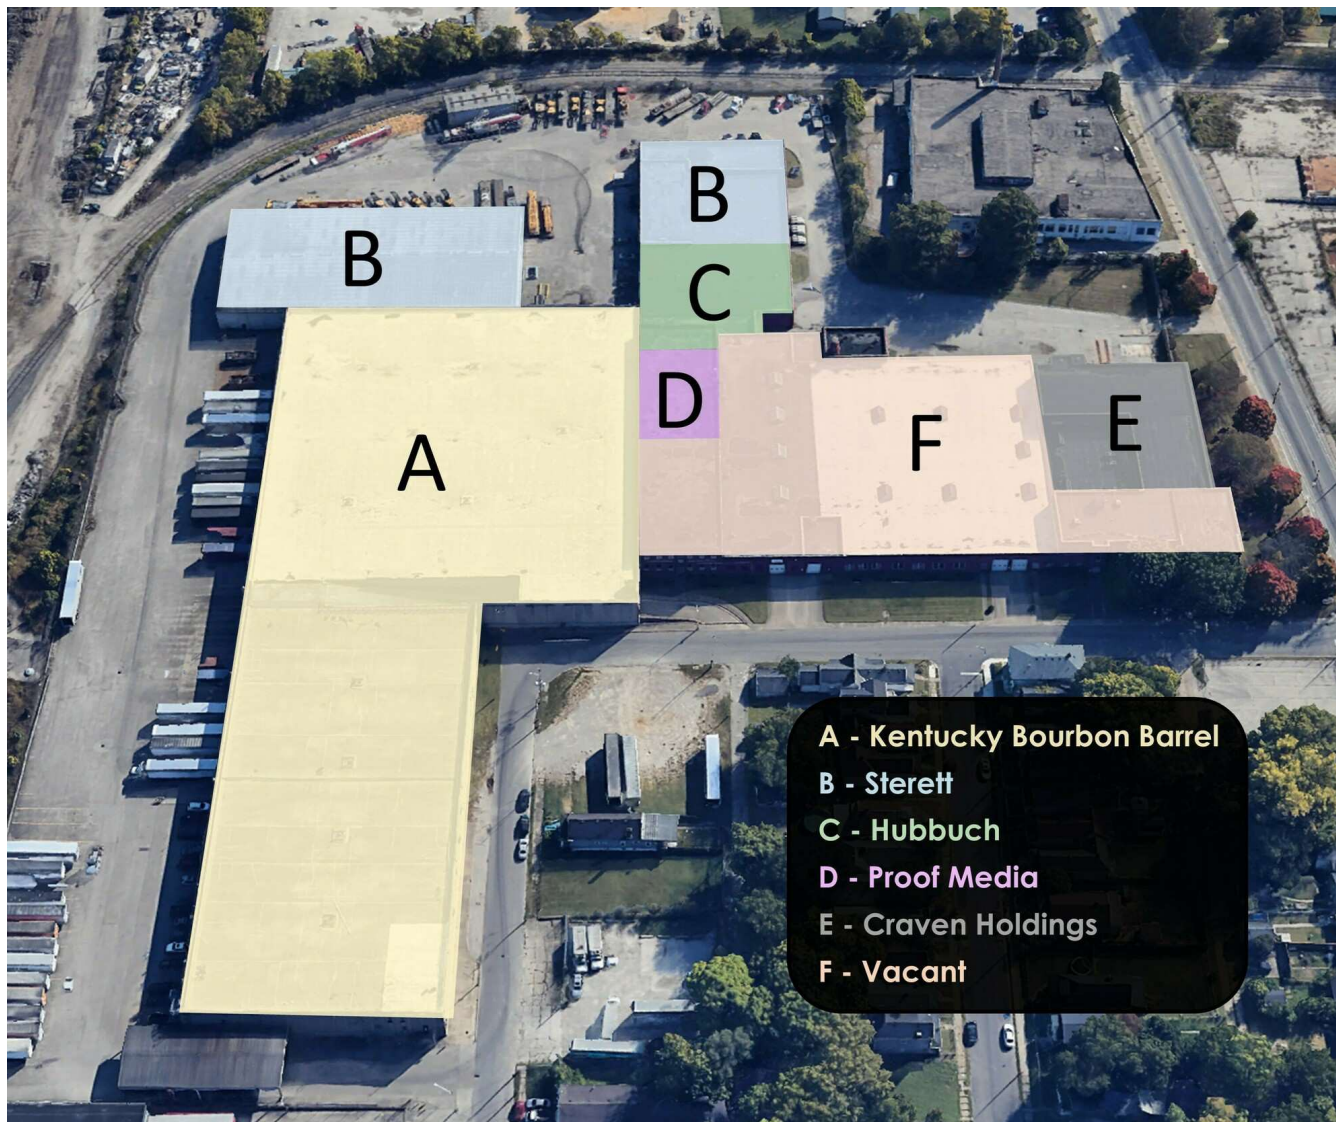 B
B
C
D
A
F
E
A - Kentucky Bourbon Barrel
B - Sterett
C - Hubbuch
D - Proof Media
E - Craven Holdings
F - Vacant